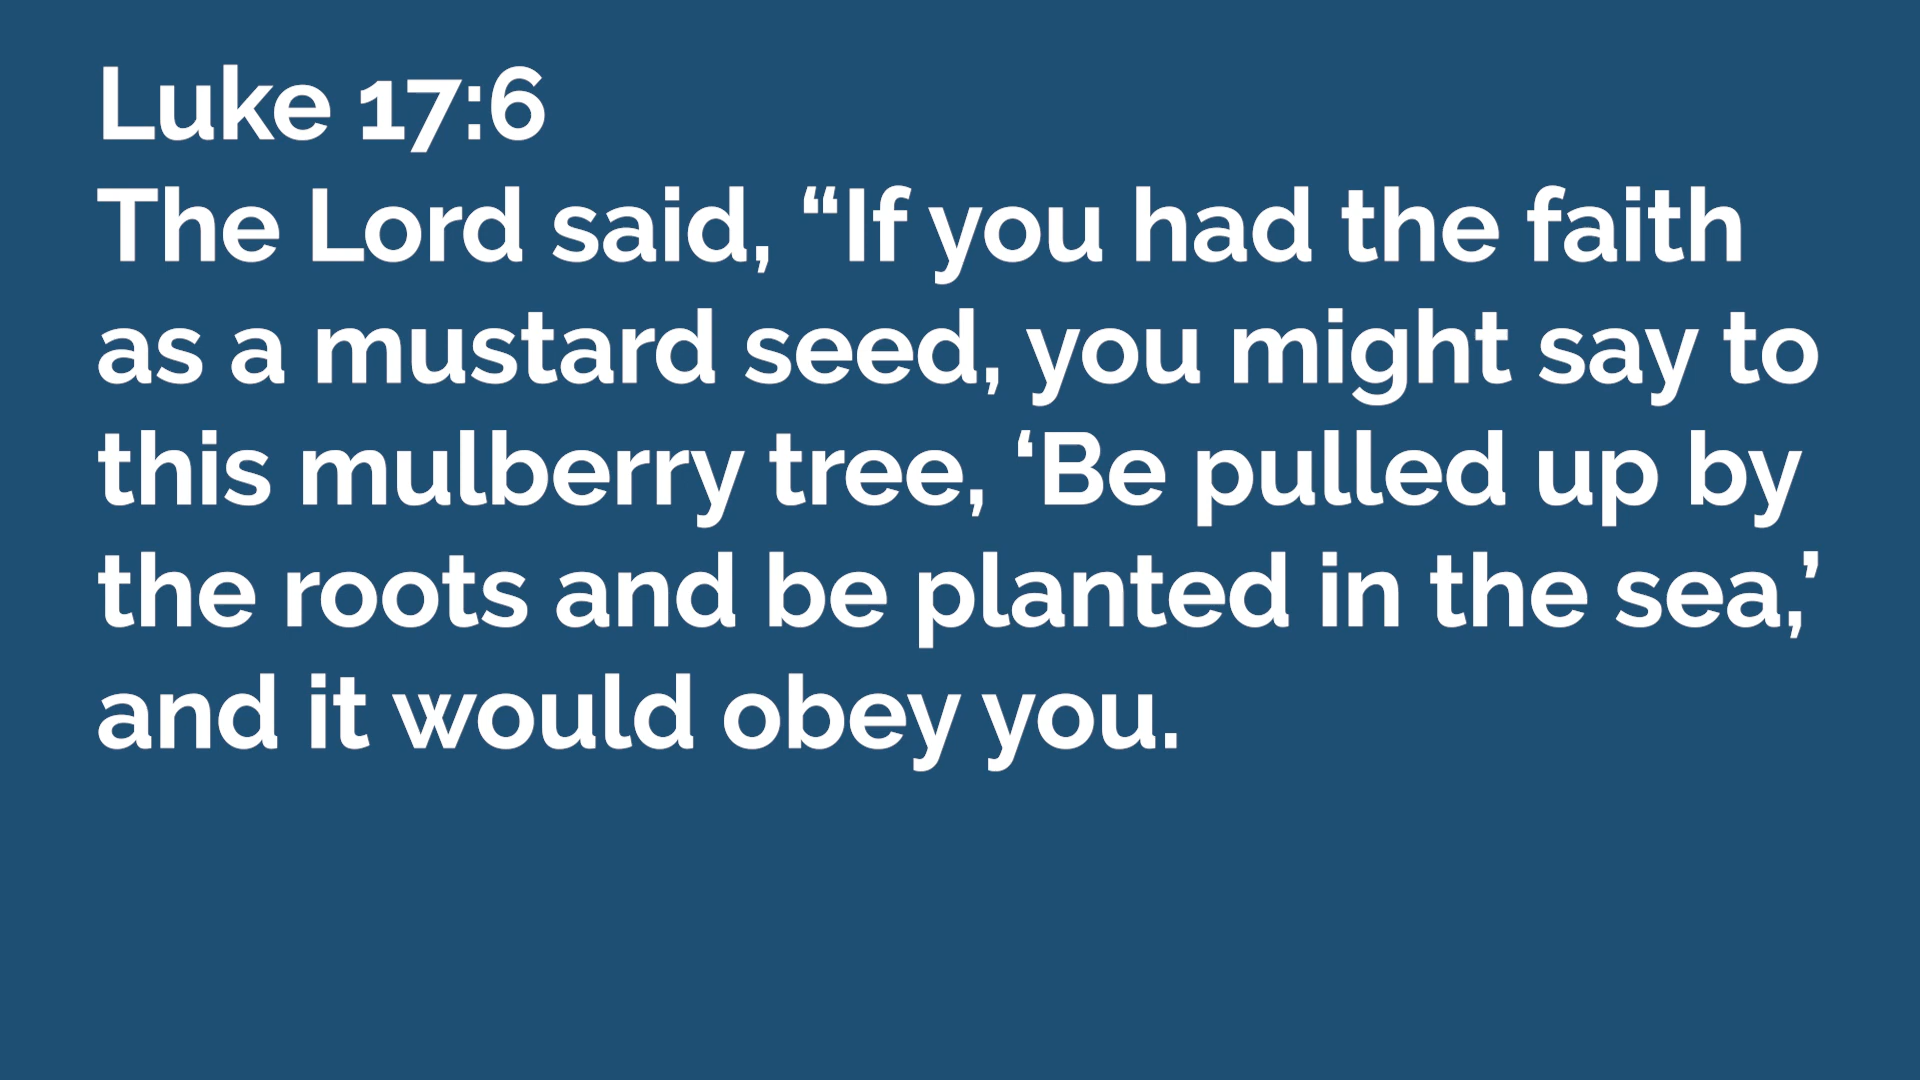 Luke 17:6
The Lord said, “If you had the faith
as a mustard seed, you might say to
this mulberry tree, ‘Be pulled up by
the roots and be planted in the sea,’
and it would obey you.